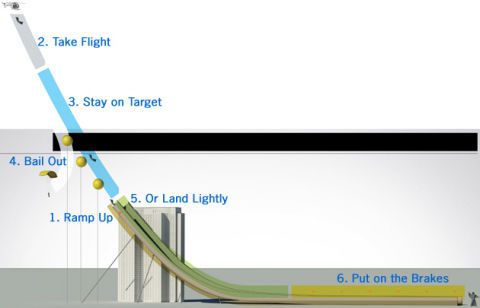 2. Take Flight
3. Stay on Target
4. Bail Out
5. Or Land Lightly
1. Ramp Up
6. Put on the Brakes